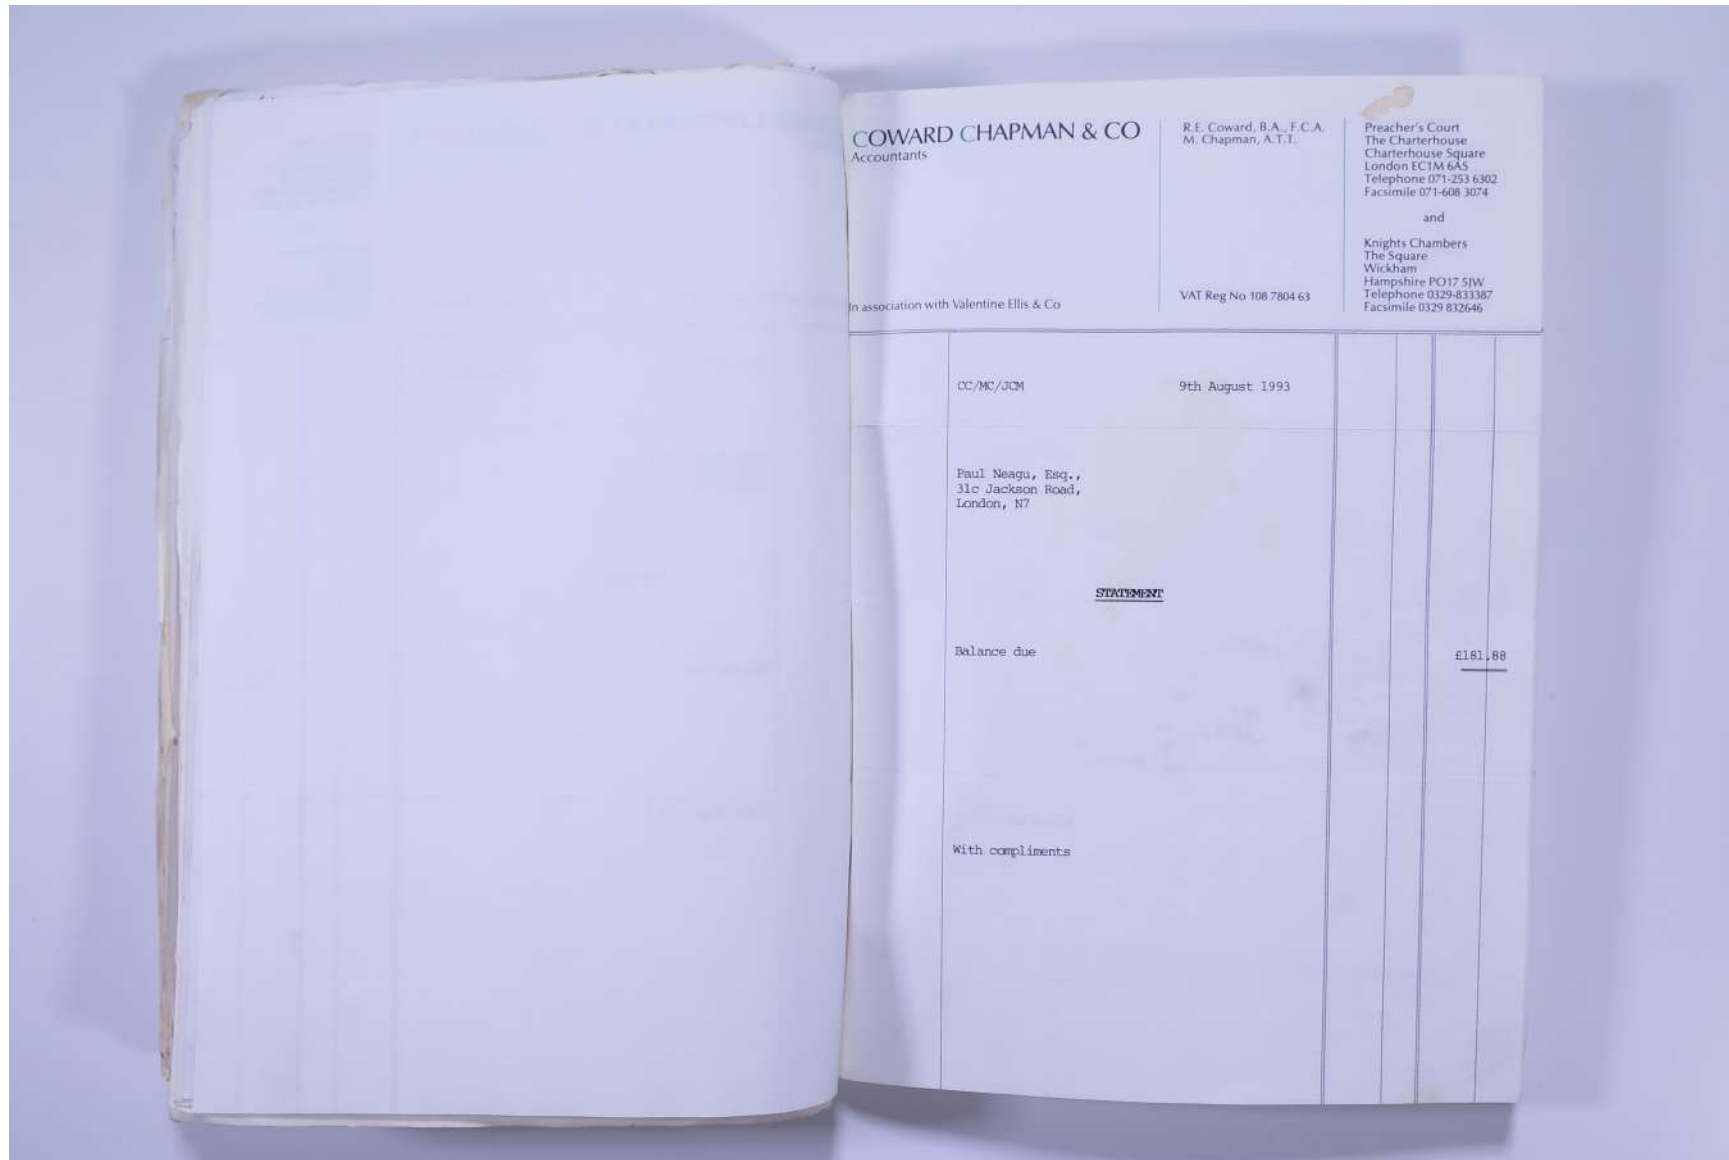 COWARD CHAPMAN & CO
Accountants
In association with Valentine Ellis & Co
R.E. Coward, B.A., F.C.A.
M. Chapman, A.T.T.
VAT Reg No 108 7804 63
Preacher's Court
The Charterhouse
Charterhouse Square
London EC1M 6AS
Telephone 071-253 6302
Facsimile 071-608 3074
and
Knights Chambers
The Square
Wickham
Hampshire PO17 5JW
Telephone 0329-833387
Facsimile 0329 832646
CC/MC/JCM 9th August 1993
Paul Neagu, Esq.,
31c Jackson Road,
London, N7
STATEMENT
Balance due £181.88
With compliments